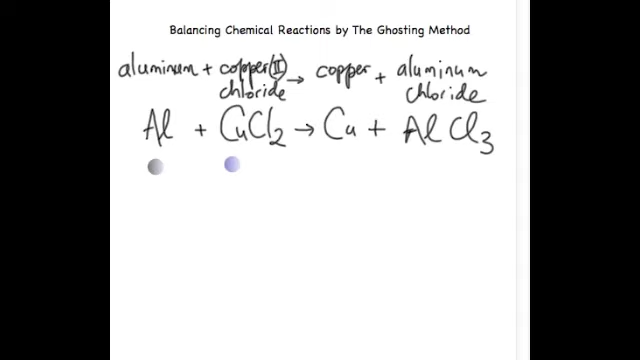 Balancing Chemical Reactions by The Ghosting Method
aluminum + copper(II) → copper + aluminum
chloride chloride
Al + CuCl2 → Cu + AlCl3